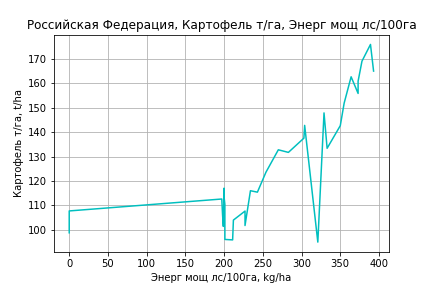 Российская Федерация, Картофель т/га, Энерг мощ лс/100га
Картофель т/га, t/ha
170
160
150
140
130
120
110
100
0 50 100 150 200 250 300 350 400
Энерг мощ лс/100га, kg/ha